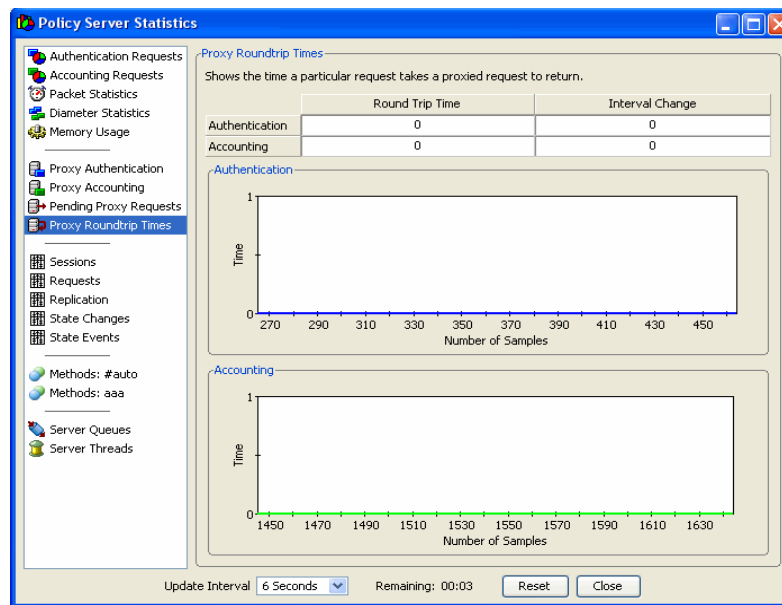 Policy Server Statistics
Authentication Requests
Accounting Requests
Packet Statistics
Diameter Statistics
Memory Usage
Proxy Authentication
Proxy Accounting
Pending Proxy Requests
Proxy Roundtrip Times
Sessions
Requests
Replication
State Changes
State Events
Methods: #auto
Methods: aaa
Server Queues
Server Threads
Proxy Roundtrip Times
Shows the time a particular request takes a proxied request to return.
Round Trip Time Interval Change
Authentication 0 0
Accounting 0 0
Authentication
1
Time
0
270 290 310 330 350 370 390 410 430 450
Number of Samples
Accounting
1
Time
0
1450 1470 1490 1510 1530 1550 1570 1590 1610 1630
Number of Samples
Update Interval 6 Seconds Remaining: 00:03 Reset Close